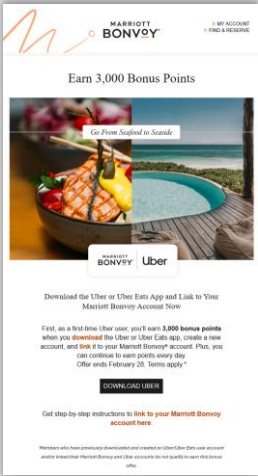 MARRIOTT
BONVOY™
MY ACCOUNT
FIND & RESERVE
Earn 3,000 Bonus Points
Go From Seafood to Seaside
MARRIOTT
BONVOY
Uber
Download the Uber or Uber Eats App and Link to Your
Marriott Bonvoy Account Now
First, as a first-time Uber user, you'll earn 3,000 bonus points
when you download the Uber or Uber Eats app, create a new
account, and link it to your Marriott Bonvoy® account. Plus, you
can continue to earn points every day.
Offer ends February 28. Terms apply.*
DOWNLOAD UBER
Get step-by-step instructions to link to your Marriott Bonvoy
account here.
*Members who have previously downloaded and created an Uber/Uber Eats user account
and/or linked their Marriott Bonvoy and Uber accounts do not qualify to earn this bonus
offer.